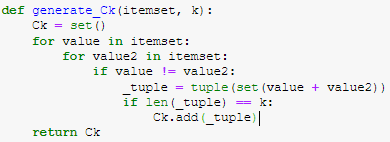 def generate_Ck(itemset, k):
    Ck = set()
    for value in itemset:
        for value2 in itemset:
            if value != value2:
                _tuple = tuple(set(value + value2))
                if len(_tuple) == k:
                    Ck.add(_tuple)
    return Ck